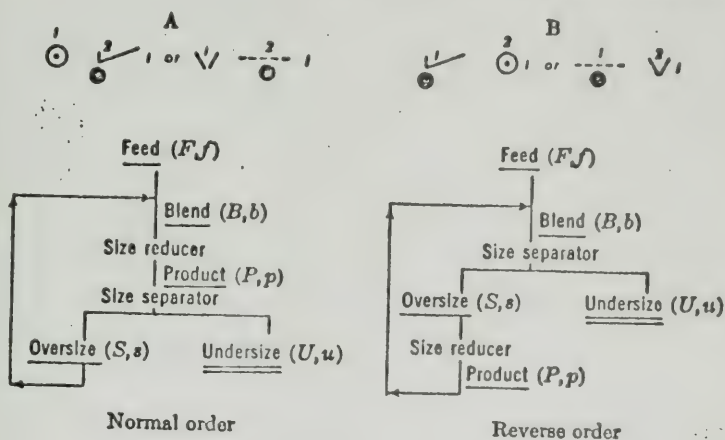 A
B
1 2 1 or 1 2 1
1 2 1 or 1 2 1
Feed (F,f)
Blend (B,b)
Size reducer
Product (P,p)
Size separator
Oversize (S,s)
Undersize (U,u)
Normal order
Feed (F,f)
Blend (B,b)
Size separator
Oversize (S,s)
Undersize (U,u)
Size reducer
Product (P,p)
Reverse order